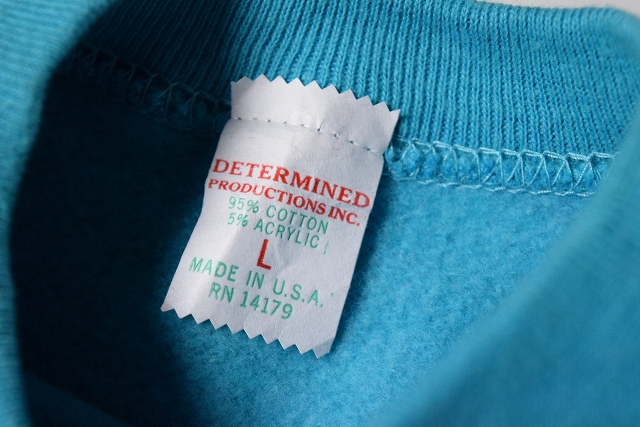 DETERMINED
PRODUCTIONS INC.
95% COTTON
5% ACRYLIC
L
MADE IN U.S.A.
RN 14179